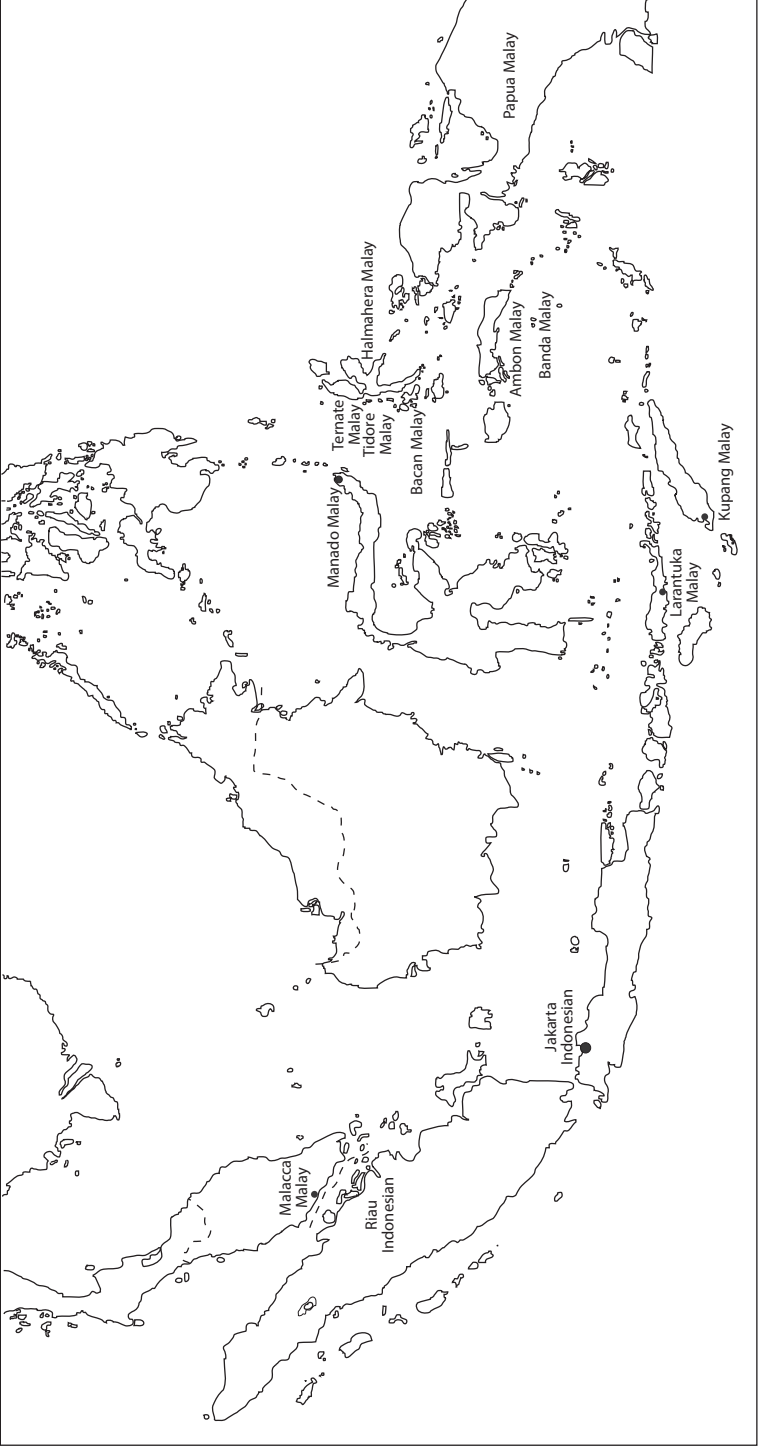 Papua Malay
Halmahera Malay
Ternate
Malay
Tidore
Malay
Bacan Malay
Ambon Malay
Banda Malay
Manado Malay
Kupang Malay
Larantuka
Malay
Jakarta
Indonesian
Malacca
Malay
Riau
Indonesian